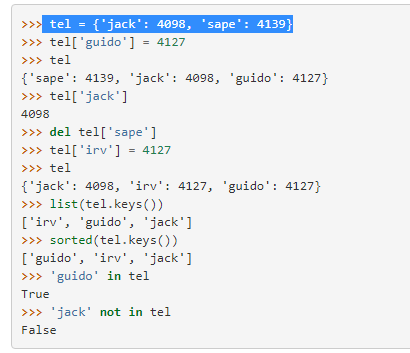 >>> tel = {'jack': 4098, 'sape': 4139}
>>> tel['guido'] = 4127
>>> tel
{'sape': 4139, 'jack': 4098, 'guido': 4127}
>>> tel['jack']
4098
>>> del tel['sape']
>>> tel['irv'] = 4127
>>> tel
{'jack': 4098, 'irv': 4127, 'guido': 4127}
>>> list(tel.keys())
['irv', 'guido', 'jack']
>>> sorted(tel.keys())
['guido', 'irv', 'jack']
>>> 'guido' in tel
True
>>> 'jack' not in tel
False